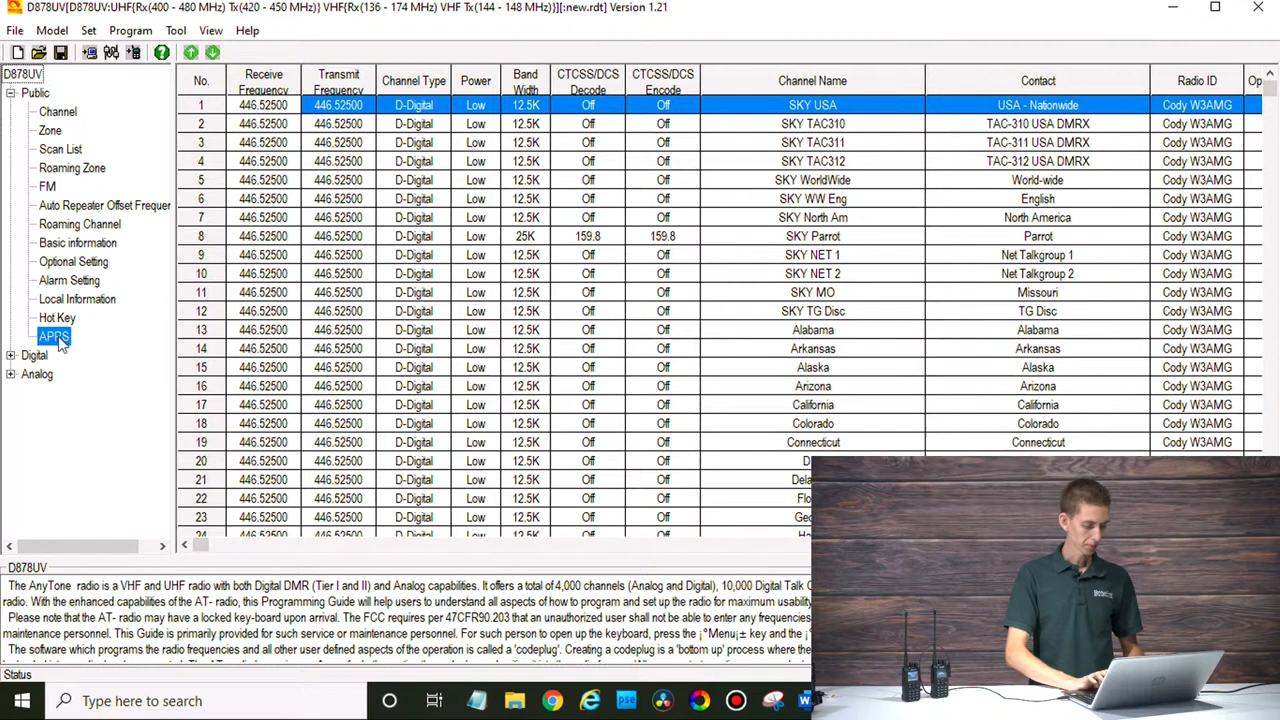 D878UV[D878UV:UHF{Rx(400 - 480 MHz) Tx(420 - 450 MHz)} VHF{Rx(136 - 174 MHz) VHF Tx(144 - 148 MHz)}][:new.rdt] Version 1.21
File Model Set Program Tool View Help
D878UV
Public
Channel
Zone
Scan List
Roaming Zone
FM
Auto Repeater Offset Frequer
Roaming Channel
Basic information
Optional Setting
Alarm Setting
Local Information
Hot Key
APRS
Digital
Analog
No. Receive Frequency Transmit Frequency Channel Type Power Band Width CTCSS/DCS Decode CTCSS/DCS Encode Channel Name Contact Radio ID Op
1 446.52500 446.52500 D-Digital Low 12.5K Off Off SKY USA USA - Nationwide Cody W3AMG
2 446.52500 446.52500 D-Digital Low 12.5K Off Off SKY TAC310 TAC-310 USA DMRX Cody W3AMG
3 446.52500 446.52500 D-Digital Low 12.5K Off Off SKY TAC311 TAC-311 USA DMRX Cody W3AMG
4 446.52500 446.52500 D-Digital Low 12.5K Off Off SKY TAC312 TAC-312 USA DMRX Cody W3AMG
5 446.52500 446.52500 D-Digital Low 12.5K Off Off SKY WorldWide World-wide Cody W3AMG
6 446.52500 446.52500 D-Digital Low 12.5K Off Off SKY WW Eng English Cody W3AMG
7 446.52500 446.52500 D-Digital Low 12.5K Off Off SKY North Am North America Cody W3AMG
8 446.52500 446.52500 D-Digital Low 25K 159.8 159.8 SKY Parrot Parrot Cody W3AMG
9 446.52500 446.52500 D-Digital Low 12.5K Off Off SKY NET 1 Net Talkgroup 1 Cody W3AMG
10 446.52500 446.52500 D-Digital Low 12.5K Off Off SKY NET 2 Net Talkgroup 2 Cody W3AMG
11 446.52500 446.52500 D-Digital Low 12.5K Off Off SKY MO Missouri Cody W3AMG
12 446.52500 446.52500 D-Digital Low 12.5K Off Off SKY TG Disc TG Disc Cody W3AMG
13 446.52500 446.52500 D-Digital Low 12.5K Off Off Alabama Alabama Cody W3AMG
14 446.52500 446.52500 D-Digital Low 12.5K Off Off Arkansas Arkansas Cody W3AMG
15 446.52500 446.52500 D-Digital Low 12.5K Off Off Alaska Alaska Cody W3AMG
16 446.52500 446.52500 D-Digital Low 12.5K Off Off Arizona Arizona Cody W3AMG
17 446.52500 446.52500 D-Digital Low 12.5K Off Off California California Cody W3AMG
18 446.52500 446.52500 D-Digital Low 12.5K Off Off Colorado Colorado Cody W3AMG
19 446.52500 446.52500 D-Digital Low 12.5K Off Off Connecticut Connecticut Cody W3AMG
20 446.52500 446.52500 D-Digital Low 12.5K Off Off D
21 446.52500 446.52500 D-Digital Low 12.5K Off Off Dela
22 446.52500 446.52500 D-Digital Low 12.5K Off Off Flo
23 446.52500 446.52500 D-Digital Low 12.5K Off Off Geo
24 446.52500 446.52500 D-Digital Low 12.5K Off Off Ha
D878UV
The AnyTone radio is a VHF and UHF radio with both Digital DMR (Tier I and II) and Analog capabilities. It offers a total of 4,000 channels (Analog and Digital), 10,000 Digital Talk G
radio. With the enhanced capabilities of the AT- radio, this Programming Guide will help users to understand all aspects of how to program and set up the radio for maximum usability
Please note that the AT- radio may have a locked key-board upon arrival. The FCC requires per 47CFR90.203 that an unauthorized user shall not be able to enter any frequencies
maintenance personnel. This Guide is primarily provided for such service or maintenance personnel. For such person to open up the keyboard, press the ¡°Menu¡± key and the
The software which programs the radio frequencies and all other user defined aspects of the operation is called a 'codeplug'. Creating a codeplug is a 'bottom up' process where the
Status
Type here to search